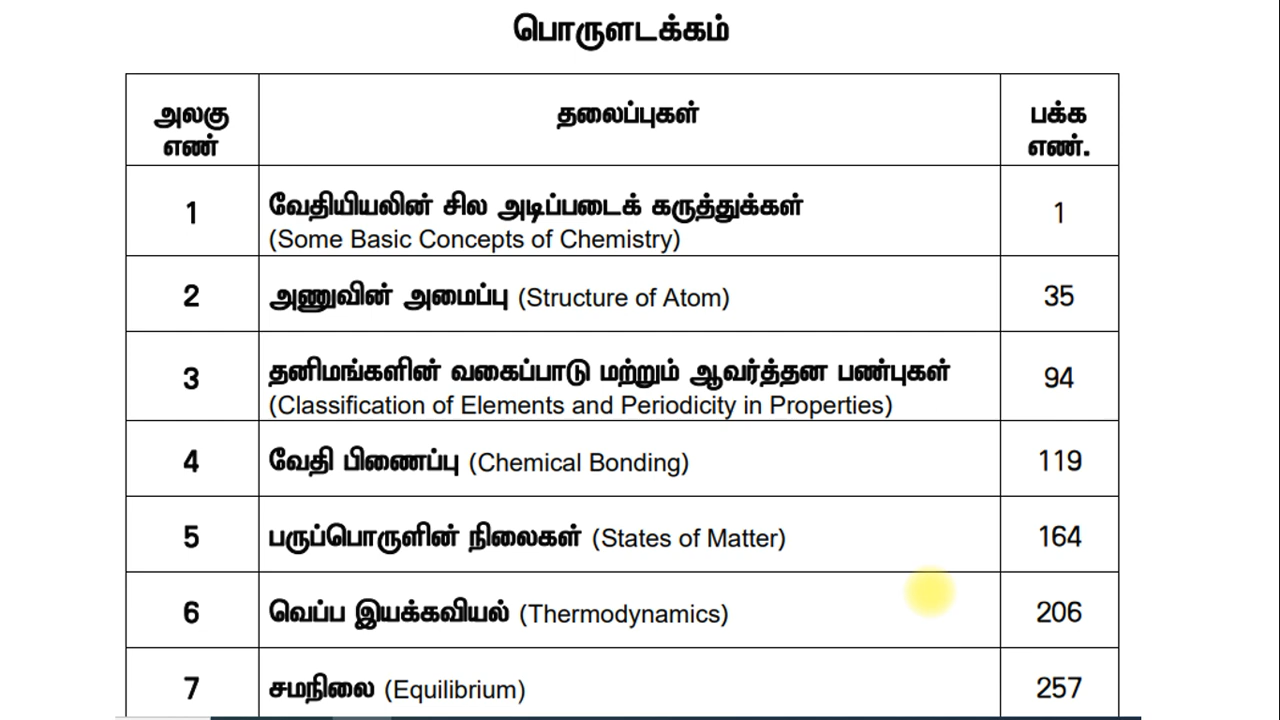 பொருளடக்கம்
அலகு எண் தலைப்புகள் பக்க எண்.
1 வேதியியலின் சில அடிப்படைக் கருத்துக்கள் 1
(Some Basic Concepts of Chemistry)
2 அணுவின் அமைப்பு (Structure of Atom) 35
3 தனிமங்களின் வகைப்பாடு மற்றும் ஆவர்த்தன பண்புகள் 94
(Classification of Elements and Periodicity in Properties)
4 வேதி பிணைப்பு (Chemical Bonding) 119
5 பருப்பொருளின் நிலைகள் (States of Matter) 164
6 வெப்ப இயக்கவியல் (Thermodynamics) 206
7 சமநிலை (Equilibrium) 257